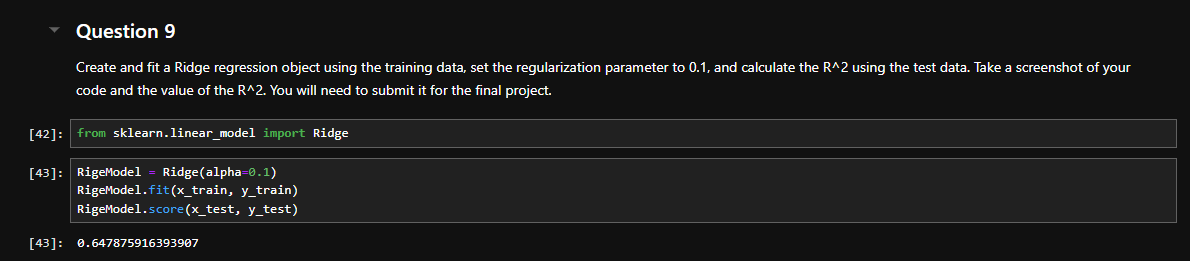 Question 9
Create and fit a Ridge regression object using the training data, set the regularization parameter to 0.1, and calculate the R^2 using the test data. Take a screenshot of your
code and the value of the R^2. You will need to submit it for the final project.
[42]: from sklearn.linear_model import Ridge
[43]: RigeModel = Ridge(alpha=0.1)
RigeModel.fit(x_train, y_train)
RigeModel.score(x_test, y_test)
[43]: 0.647875916393907